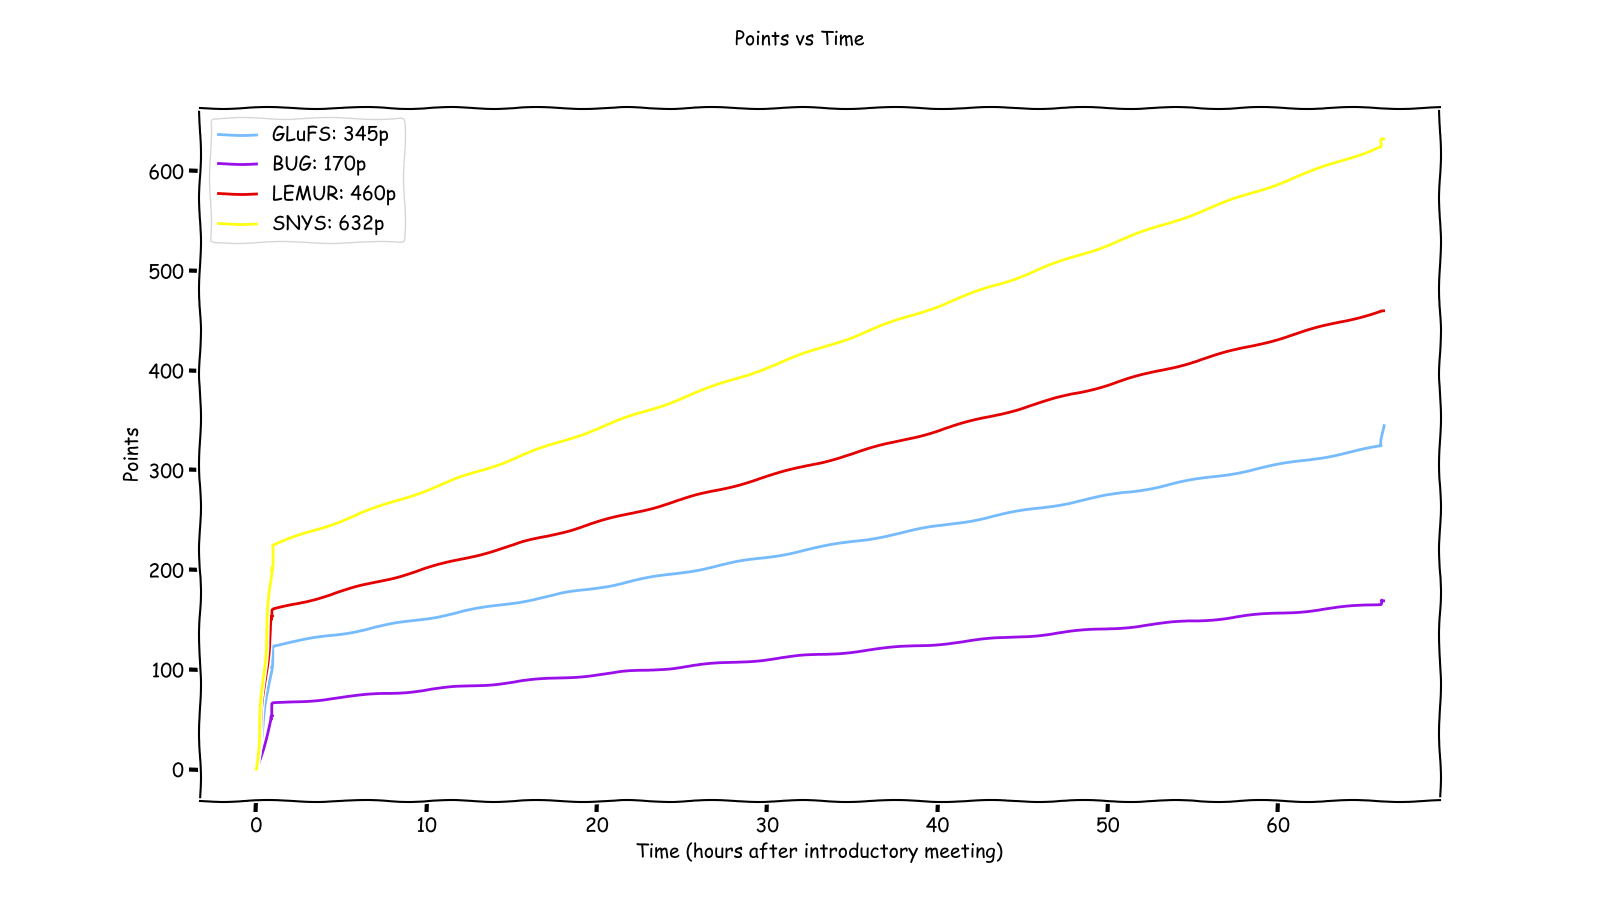 Points vs Time
GLuFS: 345p
BUG: 170p
LEMUR: 460p
SNYS: 632p
600
500
400
300
200
100
0
Points
0 10 20 30 40 50 60
Time (hours after introductory meeting)